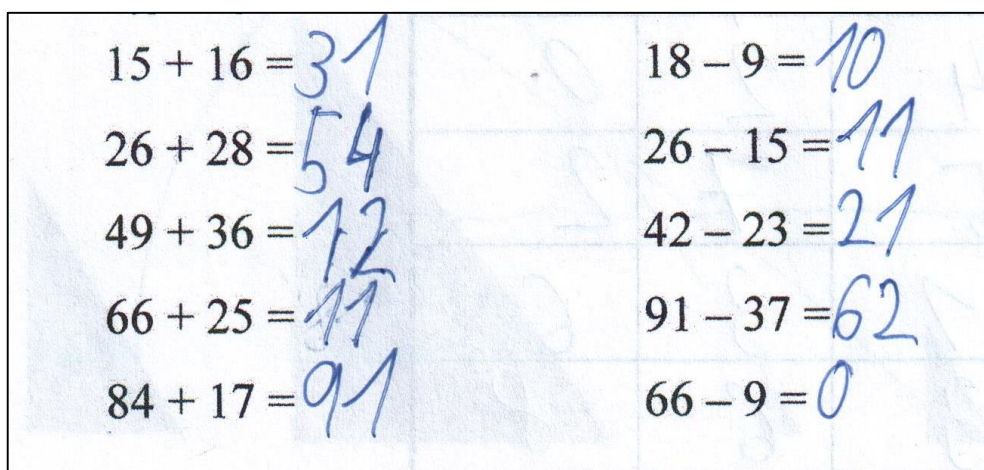 15 + 16 = 31
26 + 28 = 54
49 + 36 = 12
66 + 25 = 11
84 + 17 = 91
18 – 9 = 10
26 – 15 = 11
42 – 23 = 21
91 – 37 = 62
66 – 9 = 0